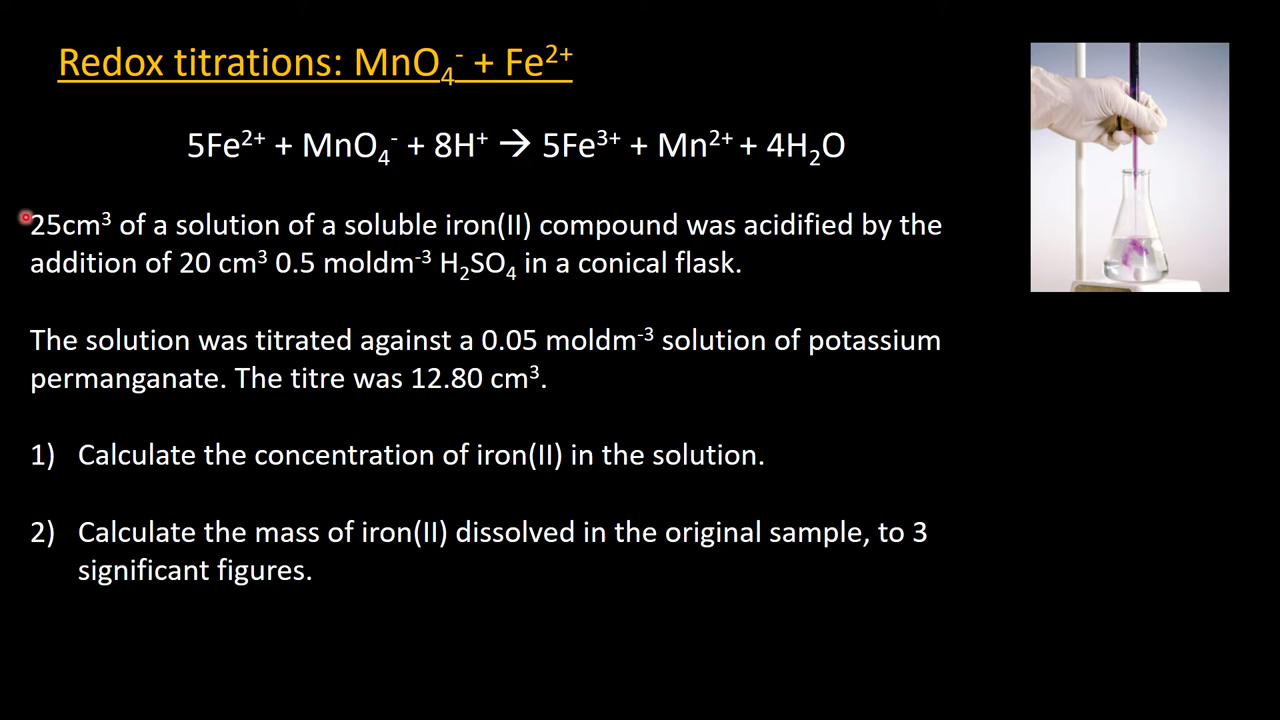 Redox titrations: MnO₄⁻ + Fe²⁺
5Fe²⁺ + MnO₄⁻ + 8H⁺ → 5Fe³⁺ + Mn²⁺ + 4H₂O
25cm³ of a solution of a soluble iron(II) compound was acidified by the
addition of 20 cm³ 0.5 moldm⁻³ H₂SO₄ in a conical flask.
The solution was titrated against a 0.05 moldm⁻³ solution of potassium
permanganate. The titre was 12.80 cm³.
1) Calculate the concentration of iron(II) in the solution.
2) Calculate the mass of iron(II) dissolved in the original sample, to 3
significant figures.